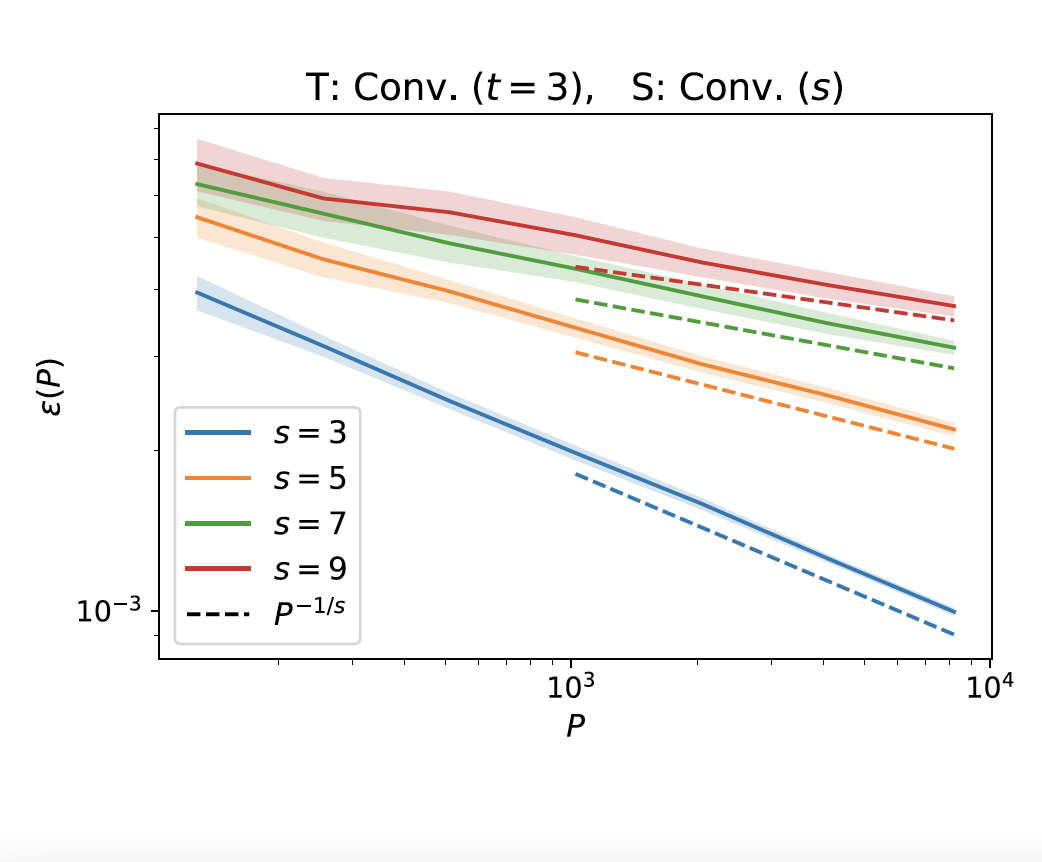 T: Conv. (t = 3),   S: Conv. (s)
ε(P)
10⁻³
s = 3
s = 5
s = 7
s = 9
P⁻¹/ˢ
10³
10⁴
P